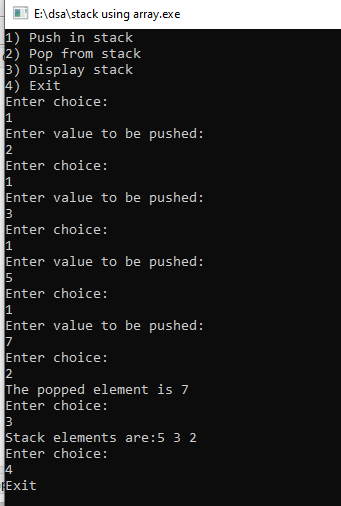 E:\dsa\stack using array.exe
1) Push in stack
2) Pop from stack
3) Display stack
4) Exit
Enter choice:
1
Enter value to be pushed:
2
Enter choice:
1
Enter value to be pushed:
3
Enter choice:
1
Enter value to be pushed:
5
Enter choice:
1
Enter value to be pushed:
7
Enter choice:
2
The popped element is 7
Enter choice:
3
Stack elements are:5 3 2
Enter choice:
4
Exit